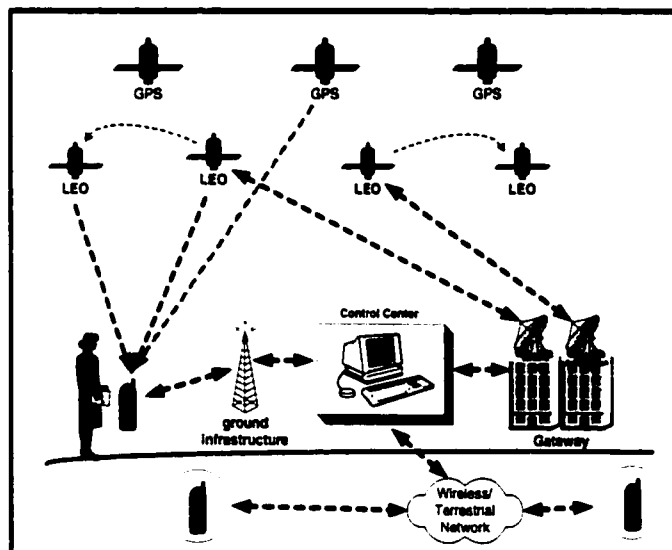 GPS
GPS
GPS
LEO
LEO
LEO
LEO
Control Center
ground
infrastructure
Gateway
Wireless/
Terrestrial
Network